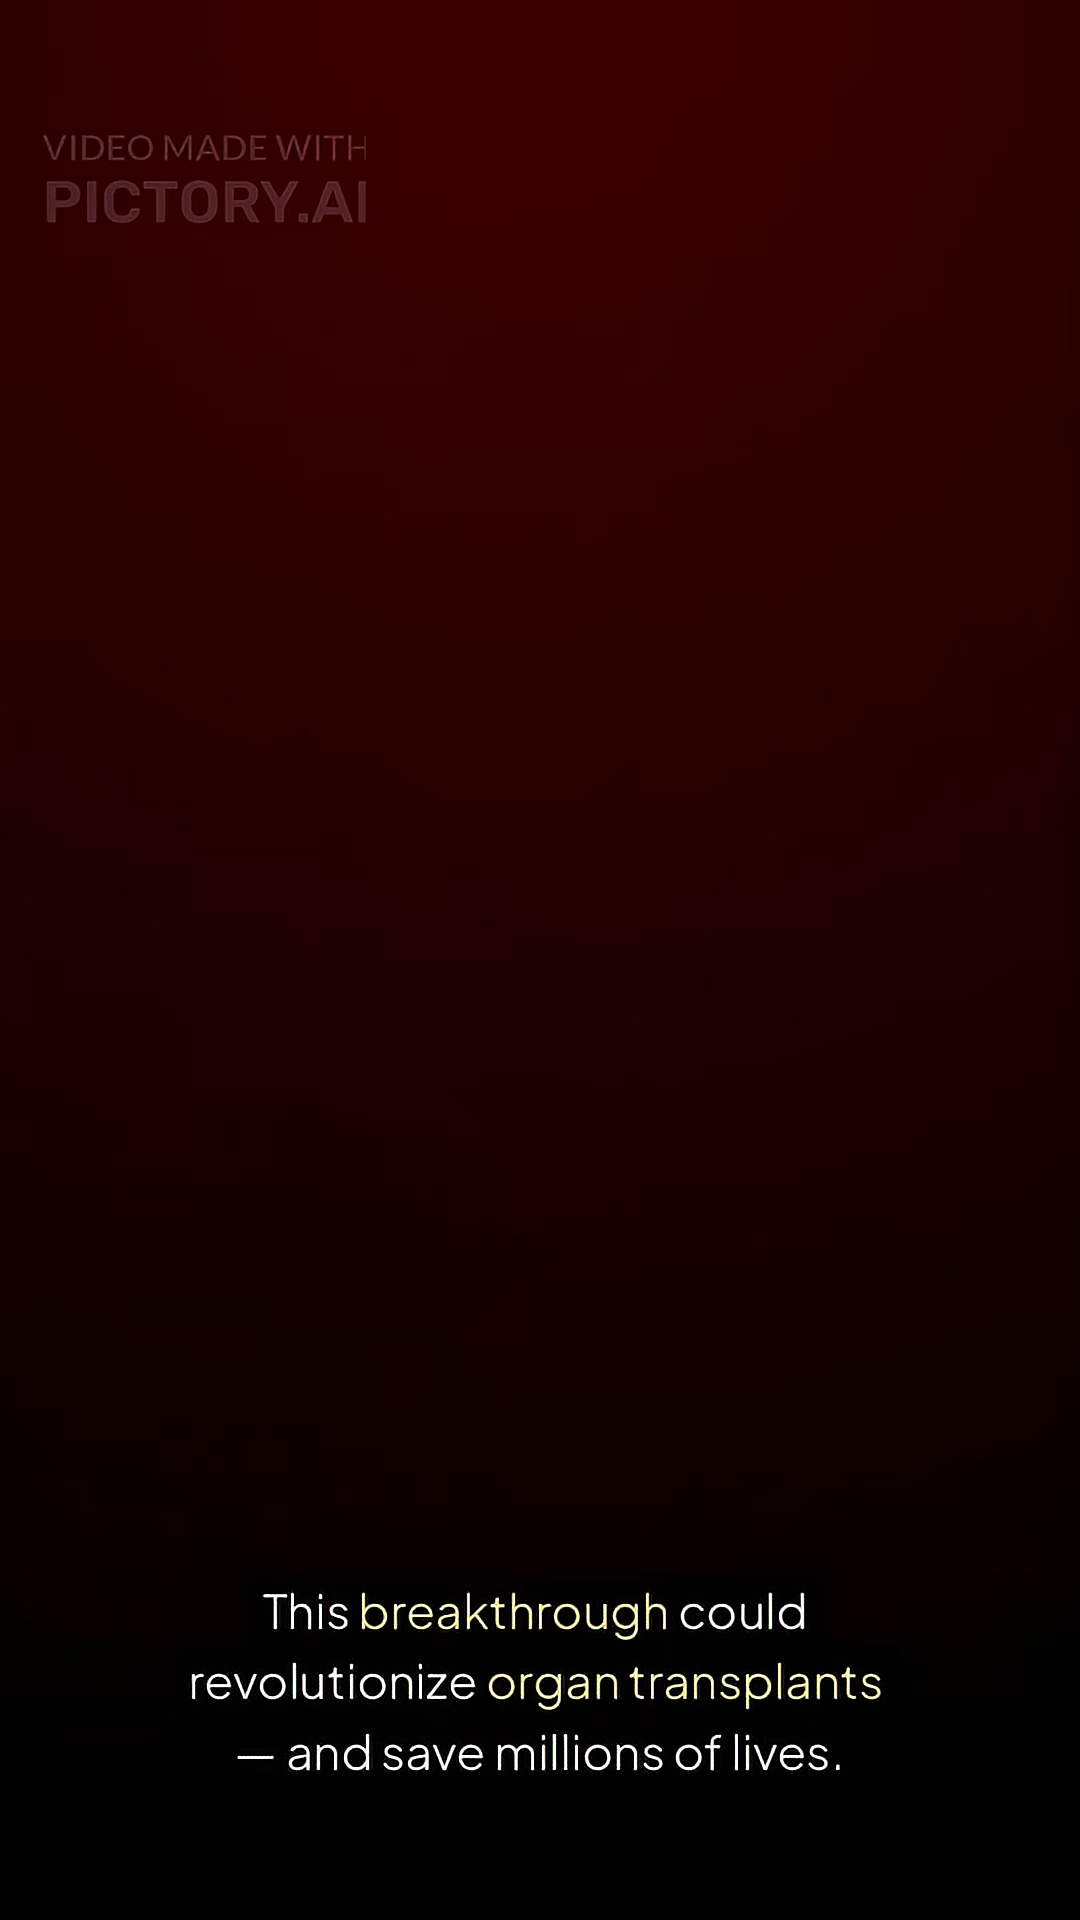 VIDEO MADE WITH
PICTORY.AI
This breakthrough could
revolutionize organ transplants
— and save millions of lives.